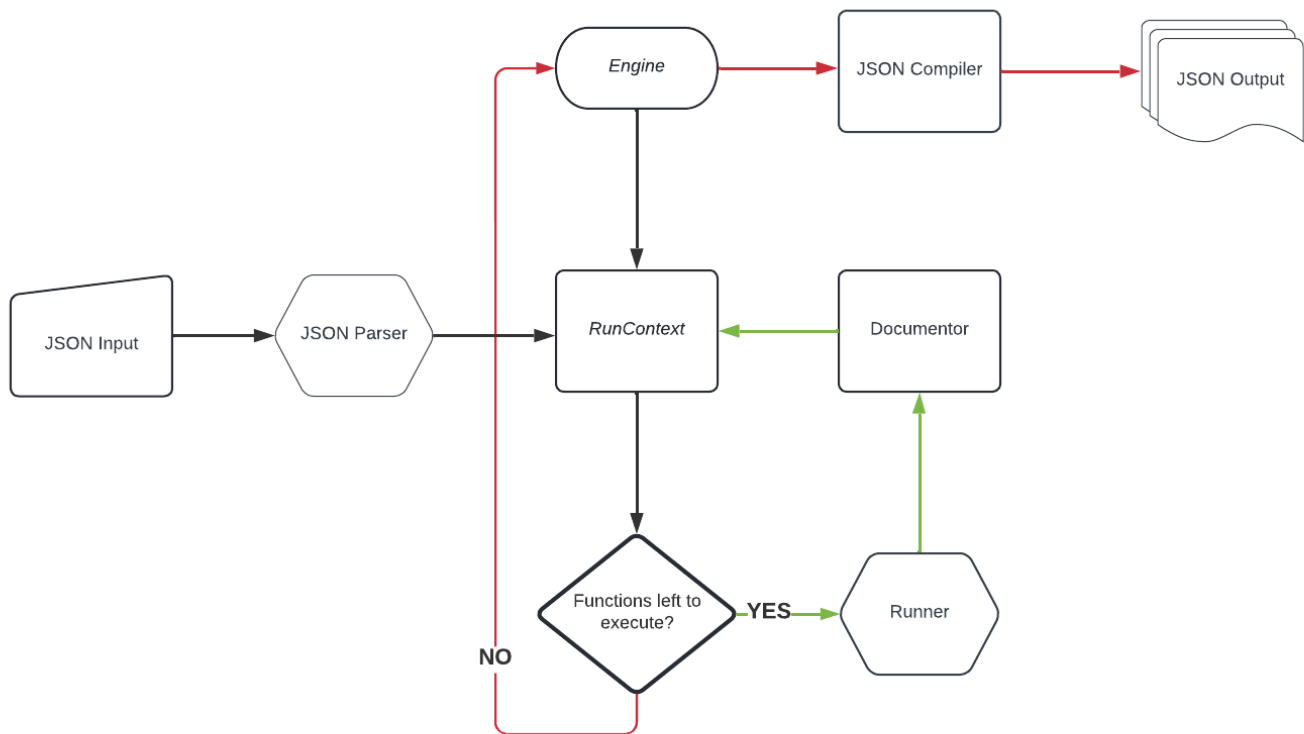 Engine
JSON Compiler
JSON Output
JSON Input
JSON Parser
RunContext
Documentor
Functions left to
execute?
YES
Runner
NO